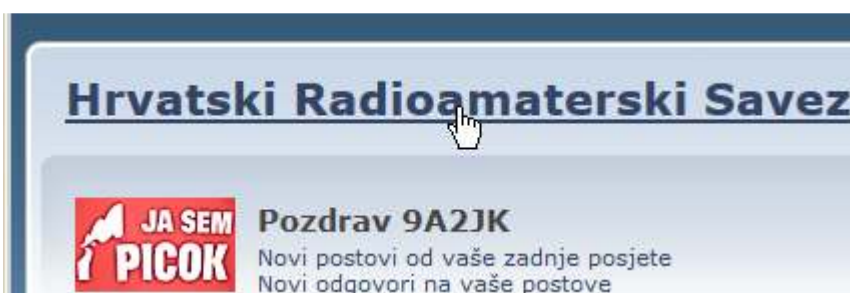 Hrvatski Radioamaterski Savez
JA SEM
PICOK
Pozdrav 9A2JK
Novi postovi od vaše zadnje posjete
Novi odgovori na vaše postove